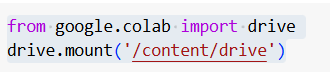 from google.colab import drive
drive.mount('/content/drive')